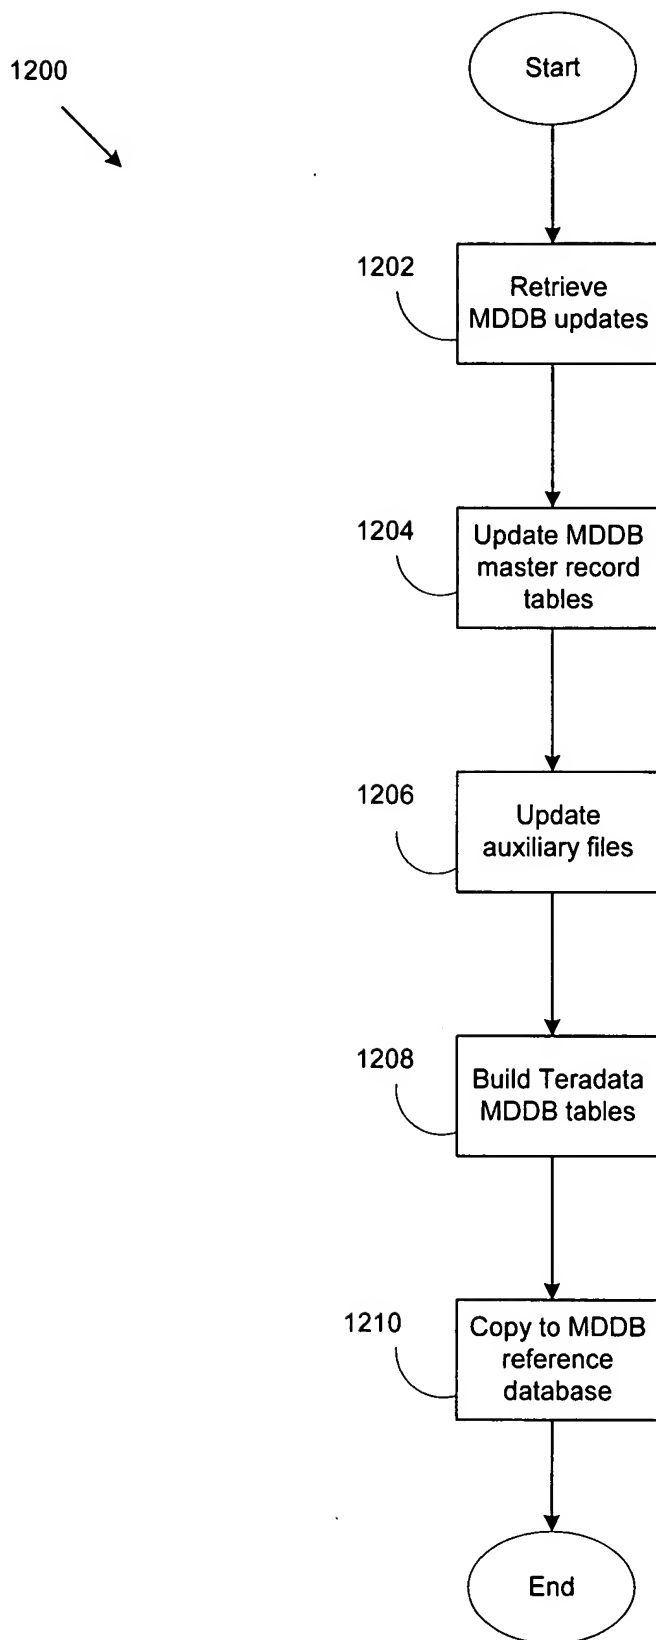 1200
Start
1202
Retrieve
MDDB updates
1204
Update MDDB
master record
tables
1206
Update
auxiliary files
1208
Build Teradata
MDDB tables
1210
Copy to MDDB
reference
database
End